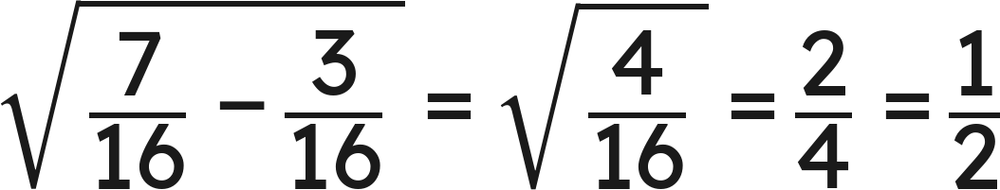 √(7/16 − 3/16) = √(4/16) = 2/4 = 1/2